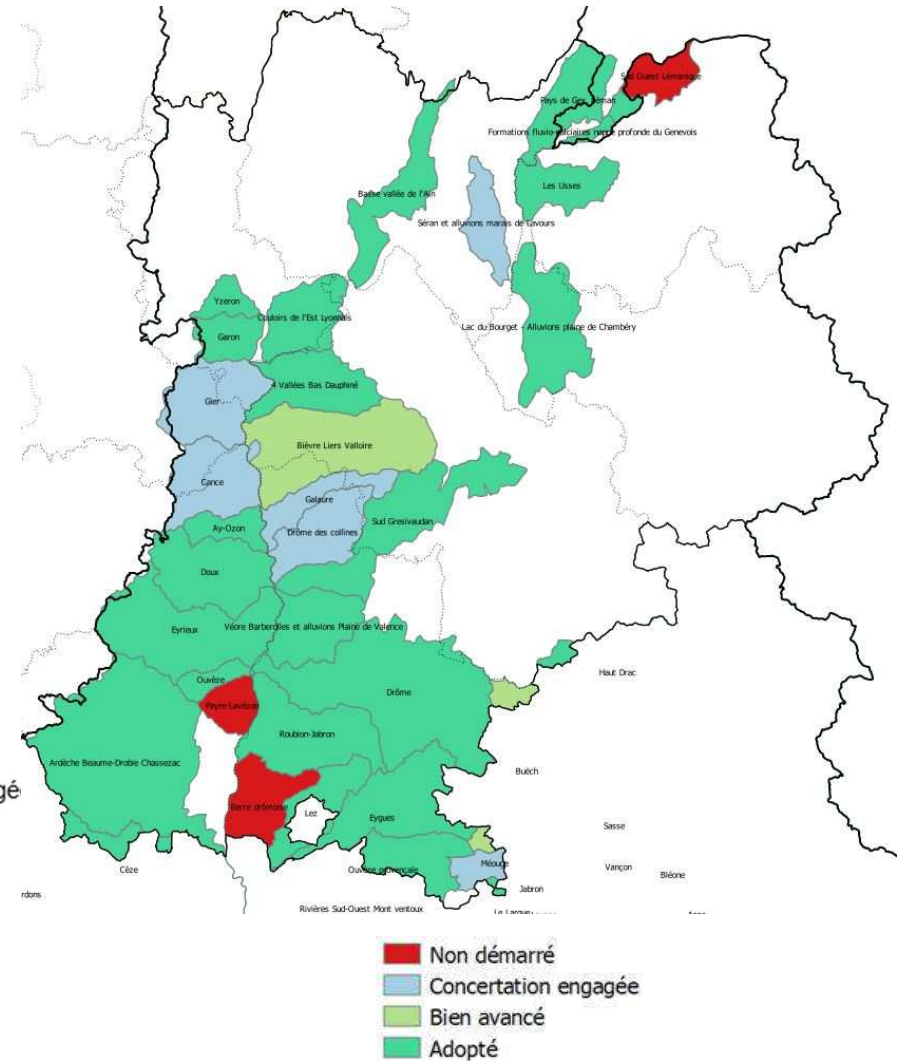 Sud Ouest Lémanique
Pays de Gex, Léman
Formations fluvio-glaciaires nappe profonde du Genevois
Les Usses
Basse vallée de l'Ain
Séran et alluvions marais de Lavours
Yzeron
Couloirs de l'Est Lyonnais
Garon
Lac du Bourget - Alluvions plaine de Chambéry
4 Vallées Bas Dauphiné
Gier
Bièvre Liers Valloire
Cance
Galaure
Ay-Ozon
Drôme des collines
Sud Gresivaudan
Doux
Eyrieux
Véore Barberolles et alluvions Plaine de Valence
Haut Drac
Ouvèze
Drôme
Payre-Lavézon
Roubion-Jabron
Ardèche Beaume-Drobie Chassezac
Buëch
gé
Berre drômoise
Lez
Eygues
Sasse
Cèze
Ouvèze provençale
Méouge
Vançon
Bléone
rdons
Jabron
Rivières Sud-Ouest Mont ventoux
Le Largue
Non démarré
Concertation engagée
Bien avancé
Adopté